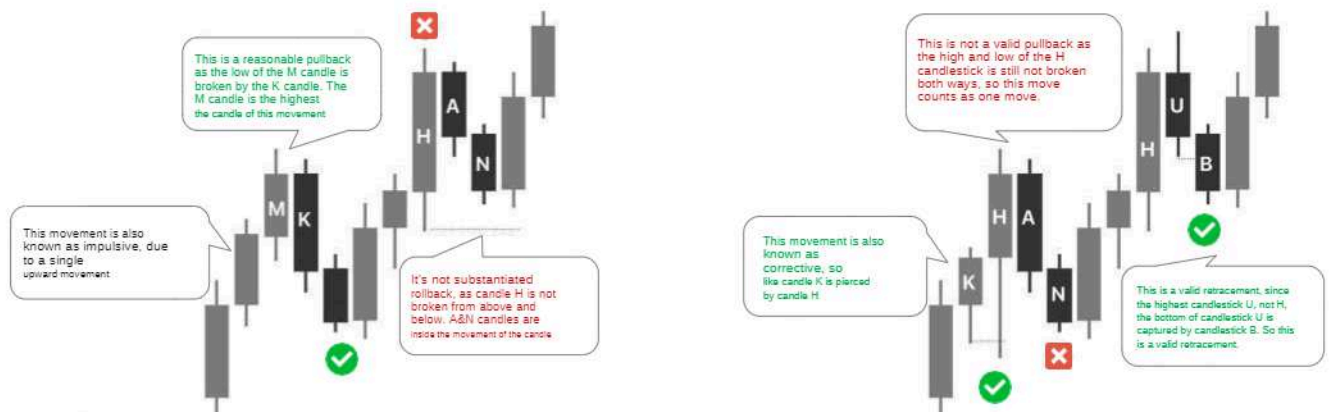 This is a reasonable pullback
as the low of the M candle is
broken by the K candle. The
M candle is the highest
the candle of this movement
M
K
This movement is also
known as impulsive, due
to a single
upward movement
H
A
N
It's not substantiated
rollback, as candle H is not
broken from above and
below. A&N candles are
inside the movement of the candle
This is not a valid pullback as
the high and low of the H
candlestick is still not broken
both ways, so this move
counts as one move.
K
H
A
N
This movement is also
known as
corrective, so
like candle K is pierced
by candle H
H
U
B
This is a valid retracement, since
the highest candlestick U, not H,
the bottom of candlestick U is
captured by candlestick B. So this
is a valid retracement.